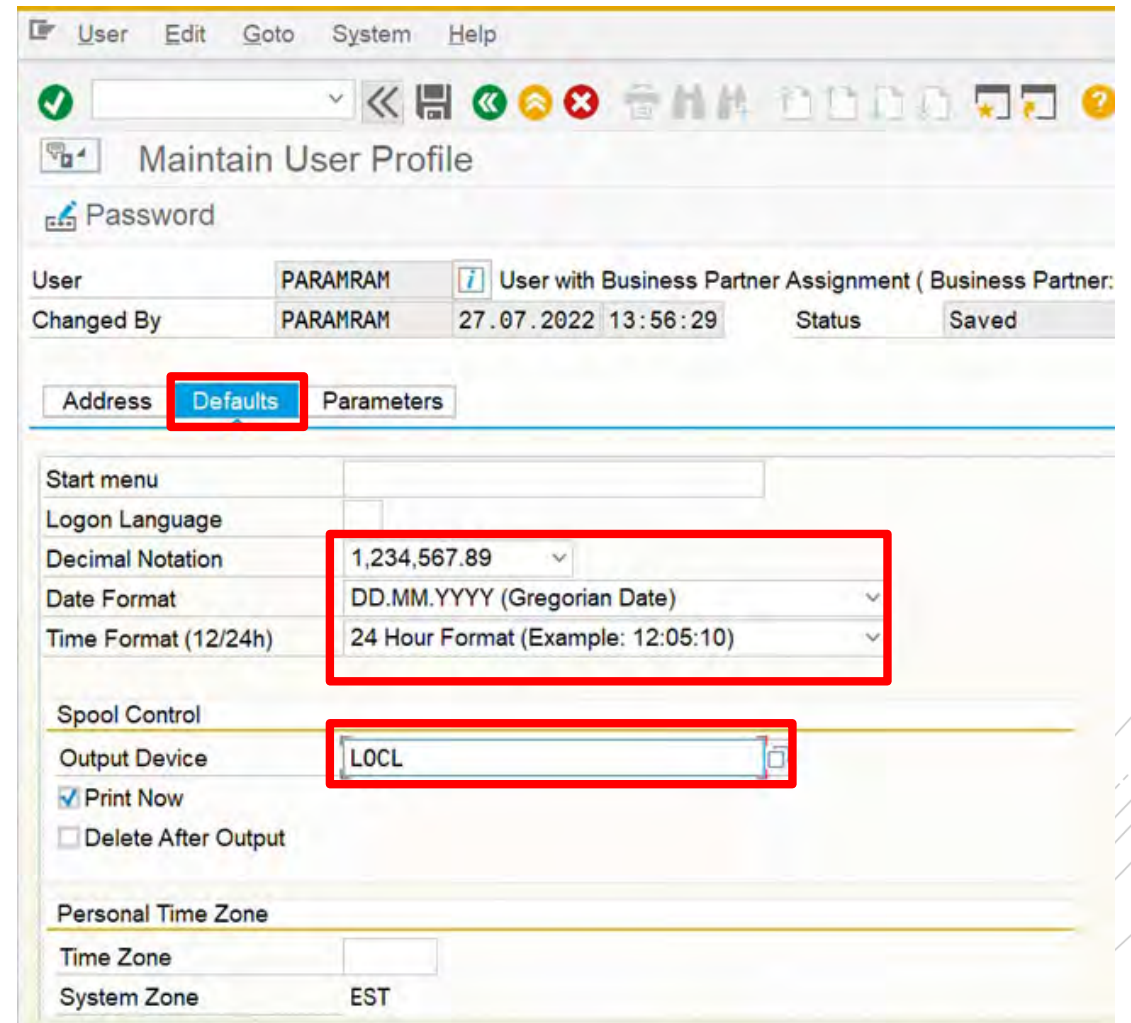 User Edit Goto System Help
Maintain User Profile
Password
User PARAMRAM User with Business Partner Assignment ( Business Partner:
Changed By PARAMRAM 27.07.2022 13:56:29 Status Saved
Address Defaults Parameters
Start menu
Logon Language
Decimal Notation 1,234,567.89
Date Format DD.MM.YYYY (Gregorian Date)
Time Format (12/24h) 24 Hour Format (Example: 12:05:10)
Spool Control
Output Device LOCL
Print Now
Delete After Output
Personal Time Zone
Time Zone
System Zone EST